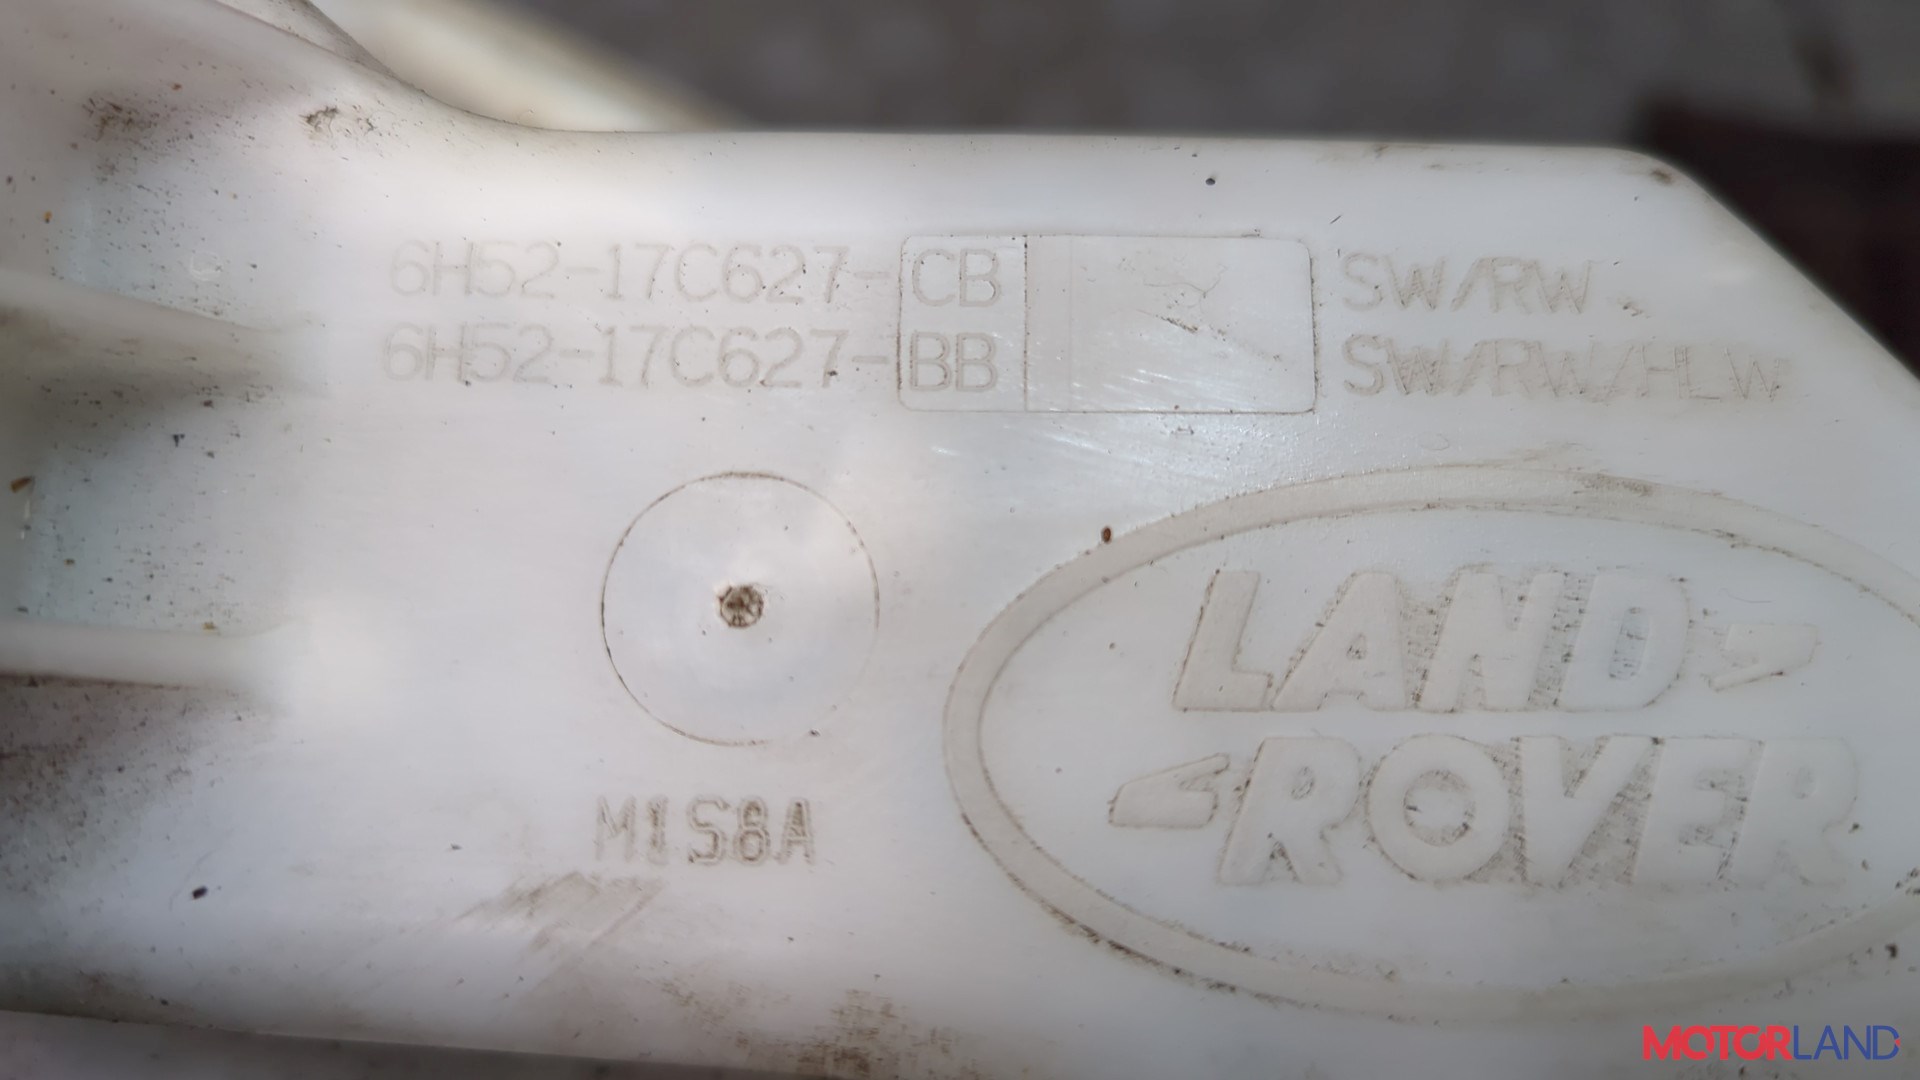 6H52-17C627-CB SW/RW
6H52-17C627-BB SW/RW/HLW
M1S8A
LAND
ROVER
MOTORLAND